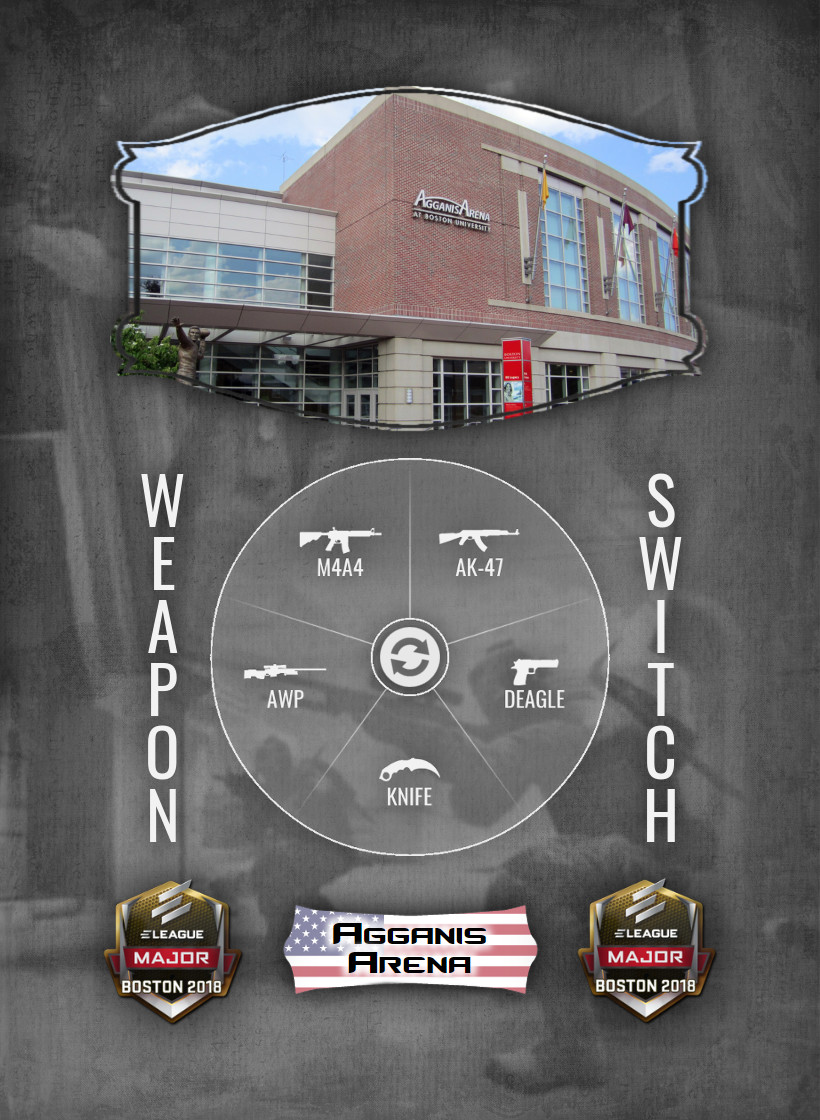 AGGANIS ARENA
AT BOSTON UNIVERSITY
WEAPON
SWITCH
M4A4
AK-47
AWP
DEAGLE
KNIFE
ELEAGUE
MAJOR
BOSTON 2018
AGGANIS
ARENA
ELEAGUE
MAJOR
BOSTON 2018